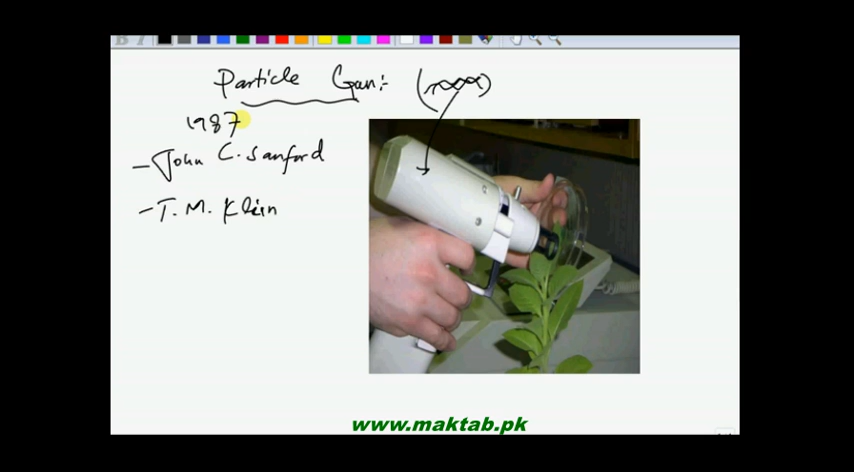 Particle Gun:-
1987
- John C. Sanford
- T. M. Klein
www.maktab.pk